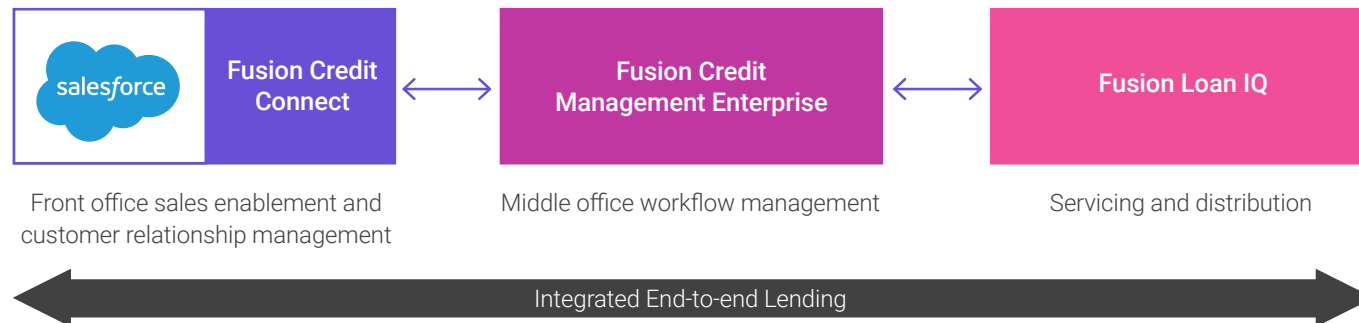 salesforce
Fusion Credit
Connect
Fusion Credit
Management Enterprise
Fusion Loan IQ
Front office sales enablement and
customer relationship management
Middle office workflow management
Servicing and distribution
Integrated End-to-end Lending